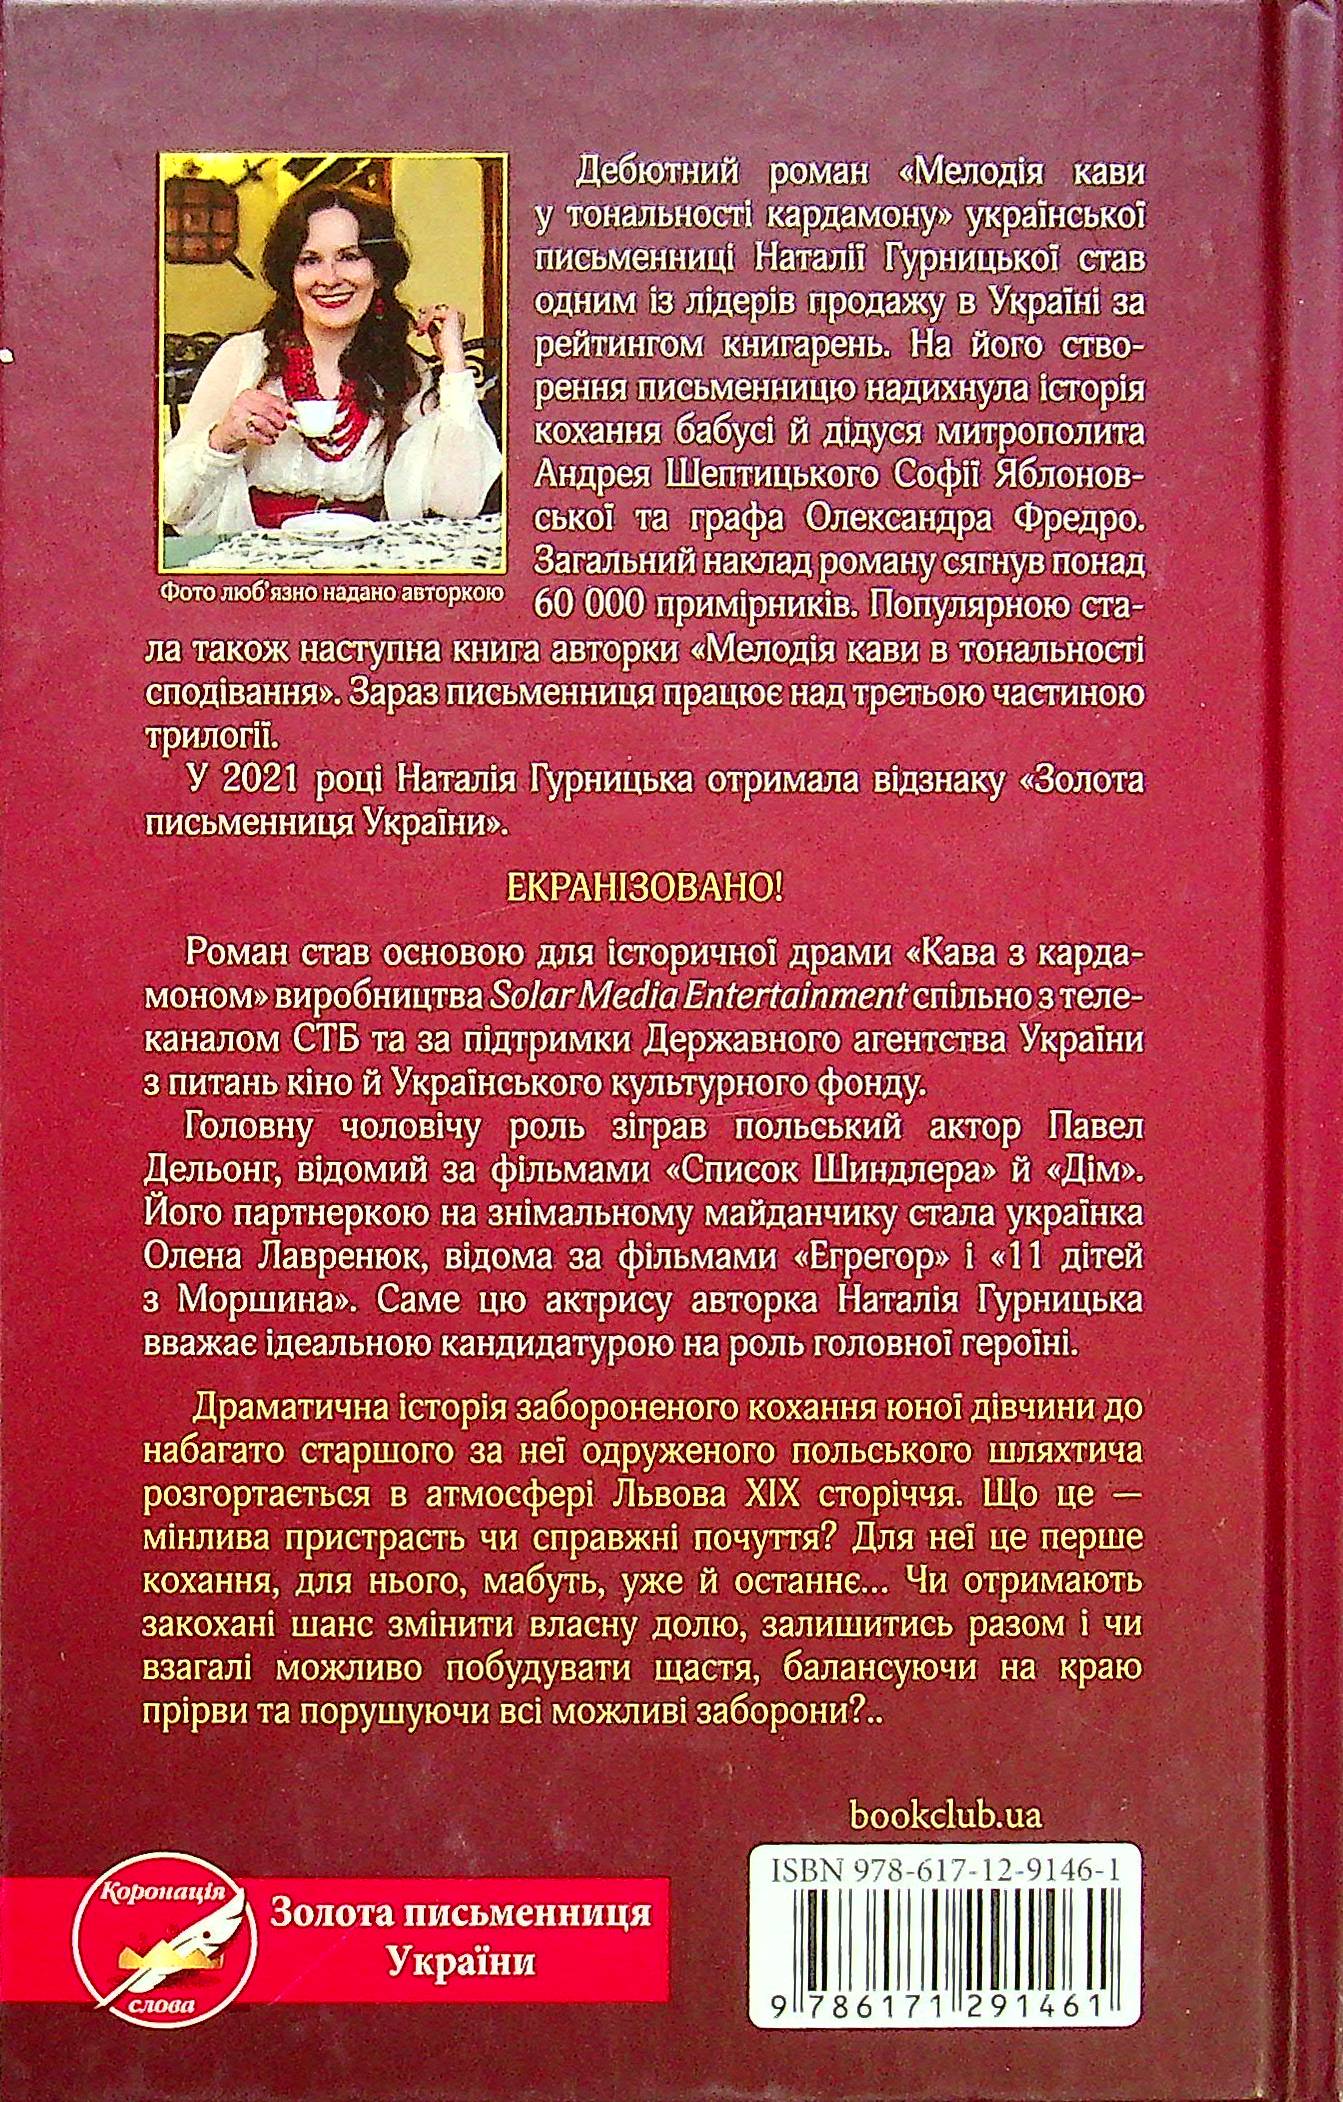 Дебютний роман «Мелодія кави
у тональності кардамону» української
письменниці Наталії Гурницької став
одним із лідерів продажу в Україні за
рейтингом книгарень. На його ство-
рення письменницю надихнула історія
кохання бабусі й дідуся митрополита
Андрея Шептицького Софії Яблонов-
ської та графа Олександра Фредро.
Загальний наклад роману сягнув понад
60 000 примірників. Популярною ста-
ла також наступна книга авторки «Мелодія кави в тональності
сподівання». Зараз письменниця працює над третьою частиною
трилогії.
Фото люб'язно надано авторкою
У 2021 році Наталія Гурницька отримала відзнаку «Золота
письменниця України».
ЕКРАНІЗОВАНО!
Роман став основою для історичної драми «Кава з карда-
моном» виробництва Solar Media Entertainment спільно з теле-
каналом СТБ та за підтримки Державного агентства України
з питань кіно й Українського культурного фонду.
Головну чоловічу роль зіграв польський актор Павел
Дельонг, відомий за фільмами «Список Шиндлера» й «Дім».
Його партнеркою на знімальному майданчику стала українка
Олена Лавренюк, відома за фільмами «Егрегор» і «11 дітей
з Моршина». Саме цю актрису авторка Наталія Гурницька
вважає ідеальною кандидатурою на роль головної героїні.
Драматична історія забороненого кохання юної дівчини до
набагато старшого за неї одруженого польського шляхтича
розгортається в атмосфері Львова XIX сторіччя. Що це —
мінлива пристрасть чи справжні почуття? Для неї це перше
кохання, для нього, мабуть, уже й останнє... Чи отримають
закохані шанс змінити власну долю, залишитись разом і чи
взагалі можливо побудувати щастя, балансуючи на краю
прірви та порушуючи всі можливі заборони?..
bookclub.ua
ISBN 978-617-12-9146-1
9 786171 291461
Коронація
слова
Золота письменниця
України